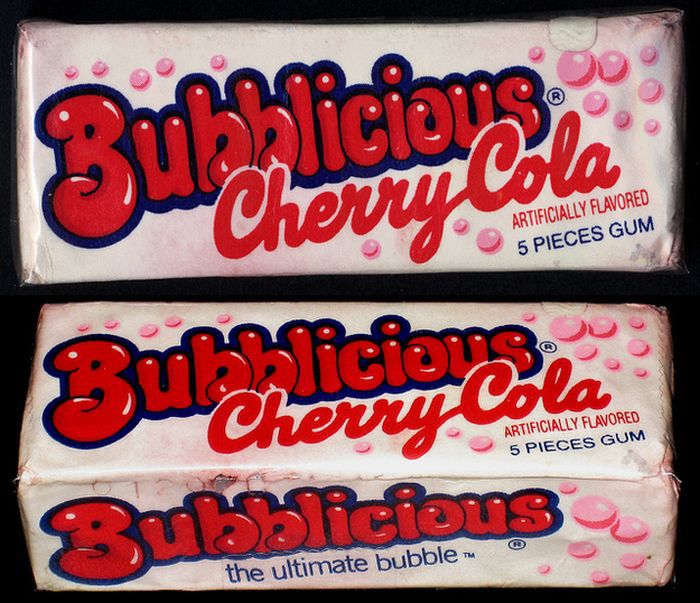 Bubblicious®
Cherry Cola
ARTIFICIALLY FLAVORED
5 PIECES GUM
Bubblicious®
Cherry Cola
ARTIFICIALLY FLAVORED
5 PIECES GUM
Bubblicious®
the ultimate bubble™